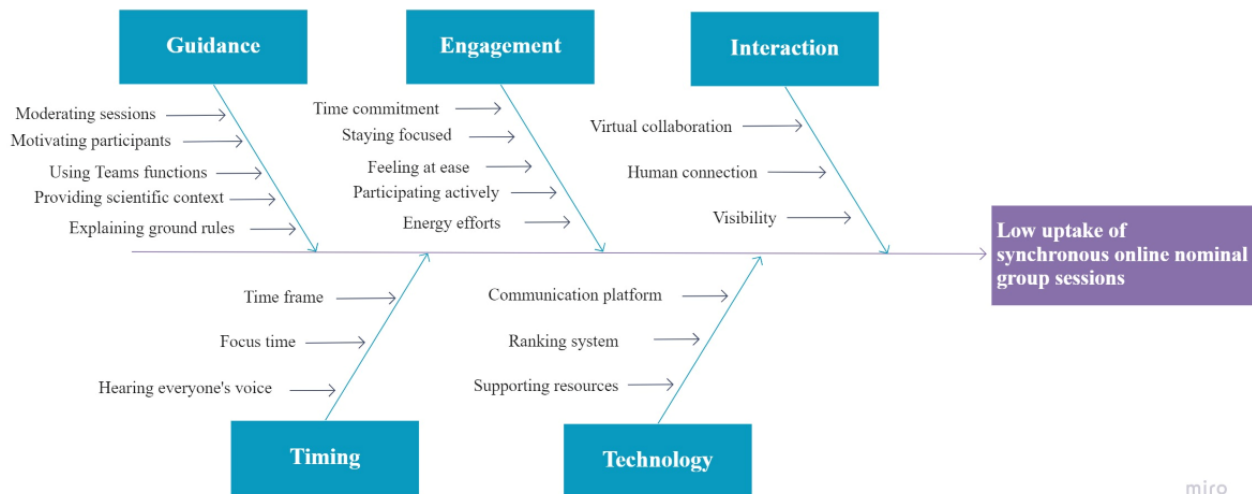 Guidance
Engagement
Interaction
Moderating sessions
Motivating participants
Using Teams functions
Providing scientific context
Explaining ground rules
Time commitment
Staying focused
Feeling at ease
Participating actively
Energy efforts
Virtual collaboration
Human connection
Visibility
Low uptake of
synchronous online nominal
group sessions
Time frame
Focus time
Hearing everyone's voice
Communication platform
Ranking system
Supporting resources
Timing
Technology
miro